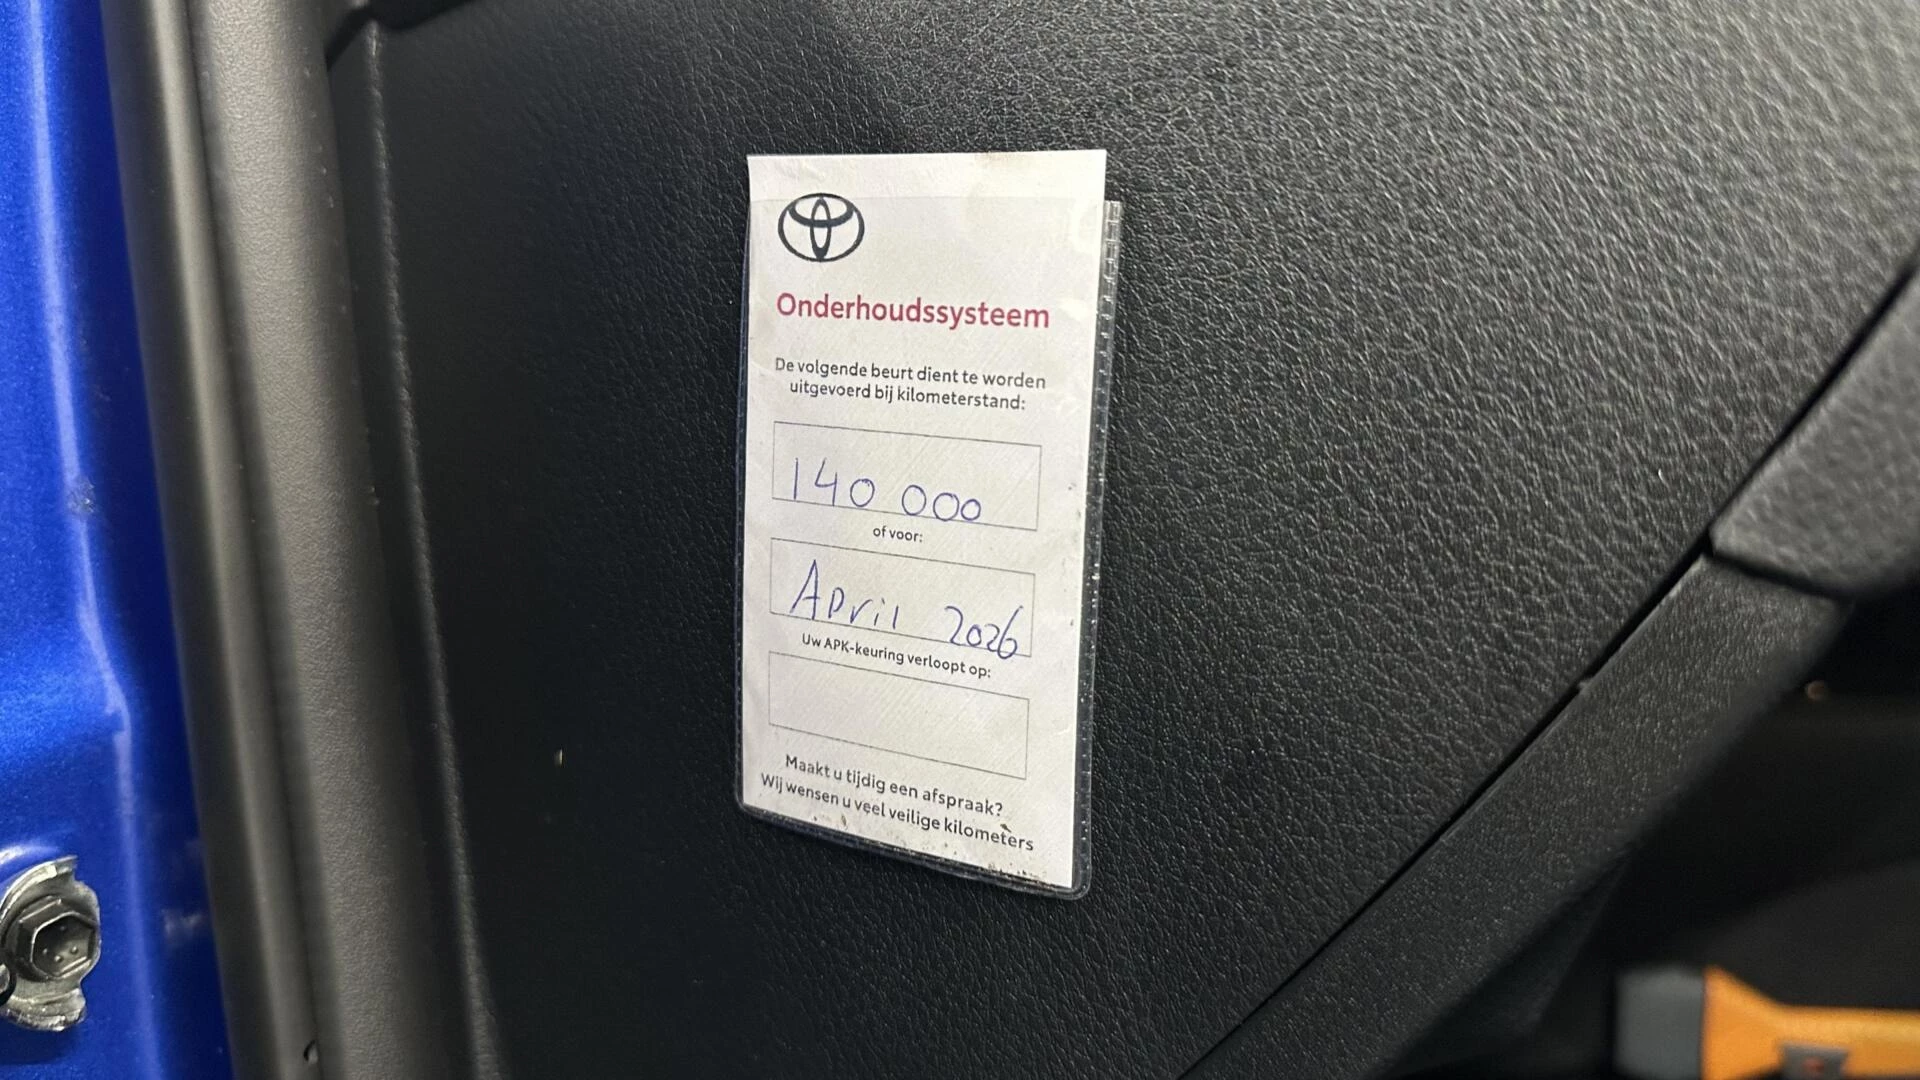 Onderhoudssysteem
De volgende beurt dient te worden
uitgevoerd bij kilometerstand:
140 000
of voor:
April 2026
Uw APK-keuring verloopt op:
Maakt u tijdig een afspraak?
Wij wensen u veel veilige kilometers